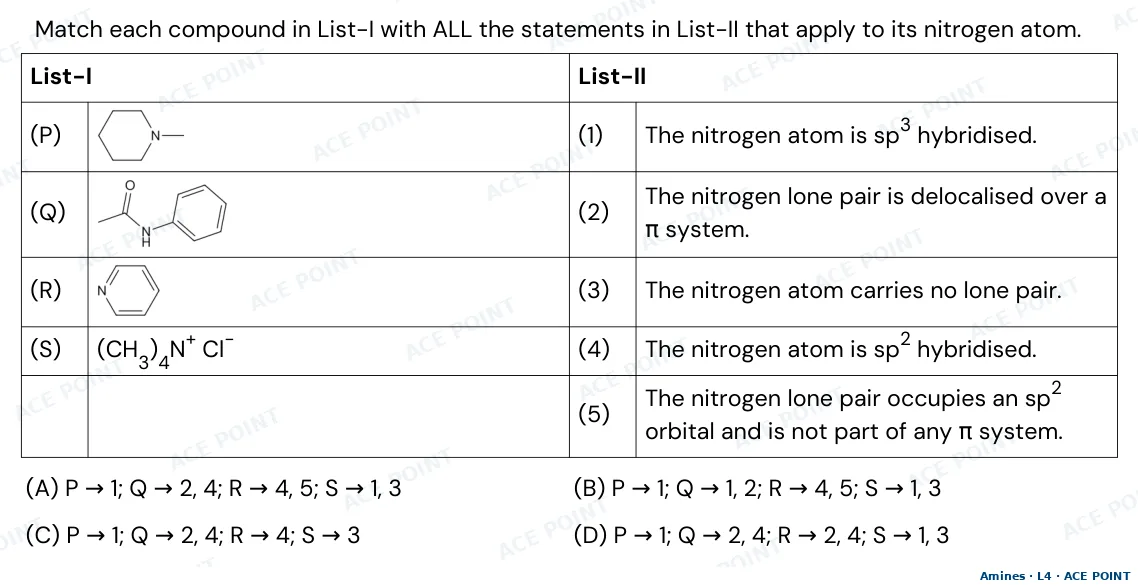 Match each compound in List-I with ALL the statements in List-II that apply to its nitrogen atom.
List-I List-II
(P) N (1) The nitrogen atom is sp³ hybridised.
(Q) O N H (2) The nitrogen lone pair is delocalised over a
π system.
(R) N (3) The nitrogen atom carries no lone pair.
(S) (CH₃)₄N⁺ Cl⁻ (4) The nitrogen atom is sp² hybridised.
(5) The nitrogen lone pair occupies an sp²
orbital and is not part of any π system.
(A) P → 1; Q → 2, 4; R → 4, 5; S → 1, 3 (B) P → 1; Q → 1, 2; R → 4, 5; S → 1, 3
(C) P → 1; Q → 2, 4; R → 4; S → 3 (D) P → 1; Q → 2, 4; R → 2, 4; S → 1, 3
Amines · L4 · ACE POINT